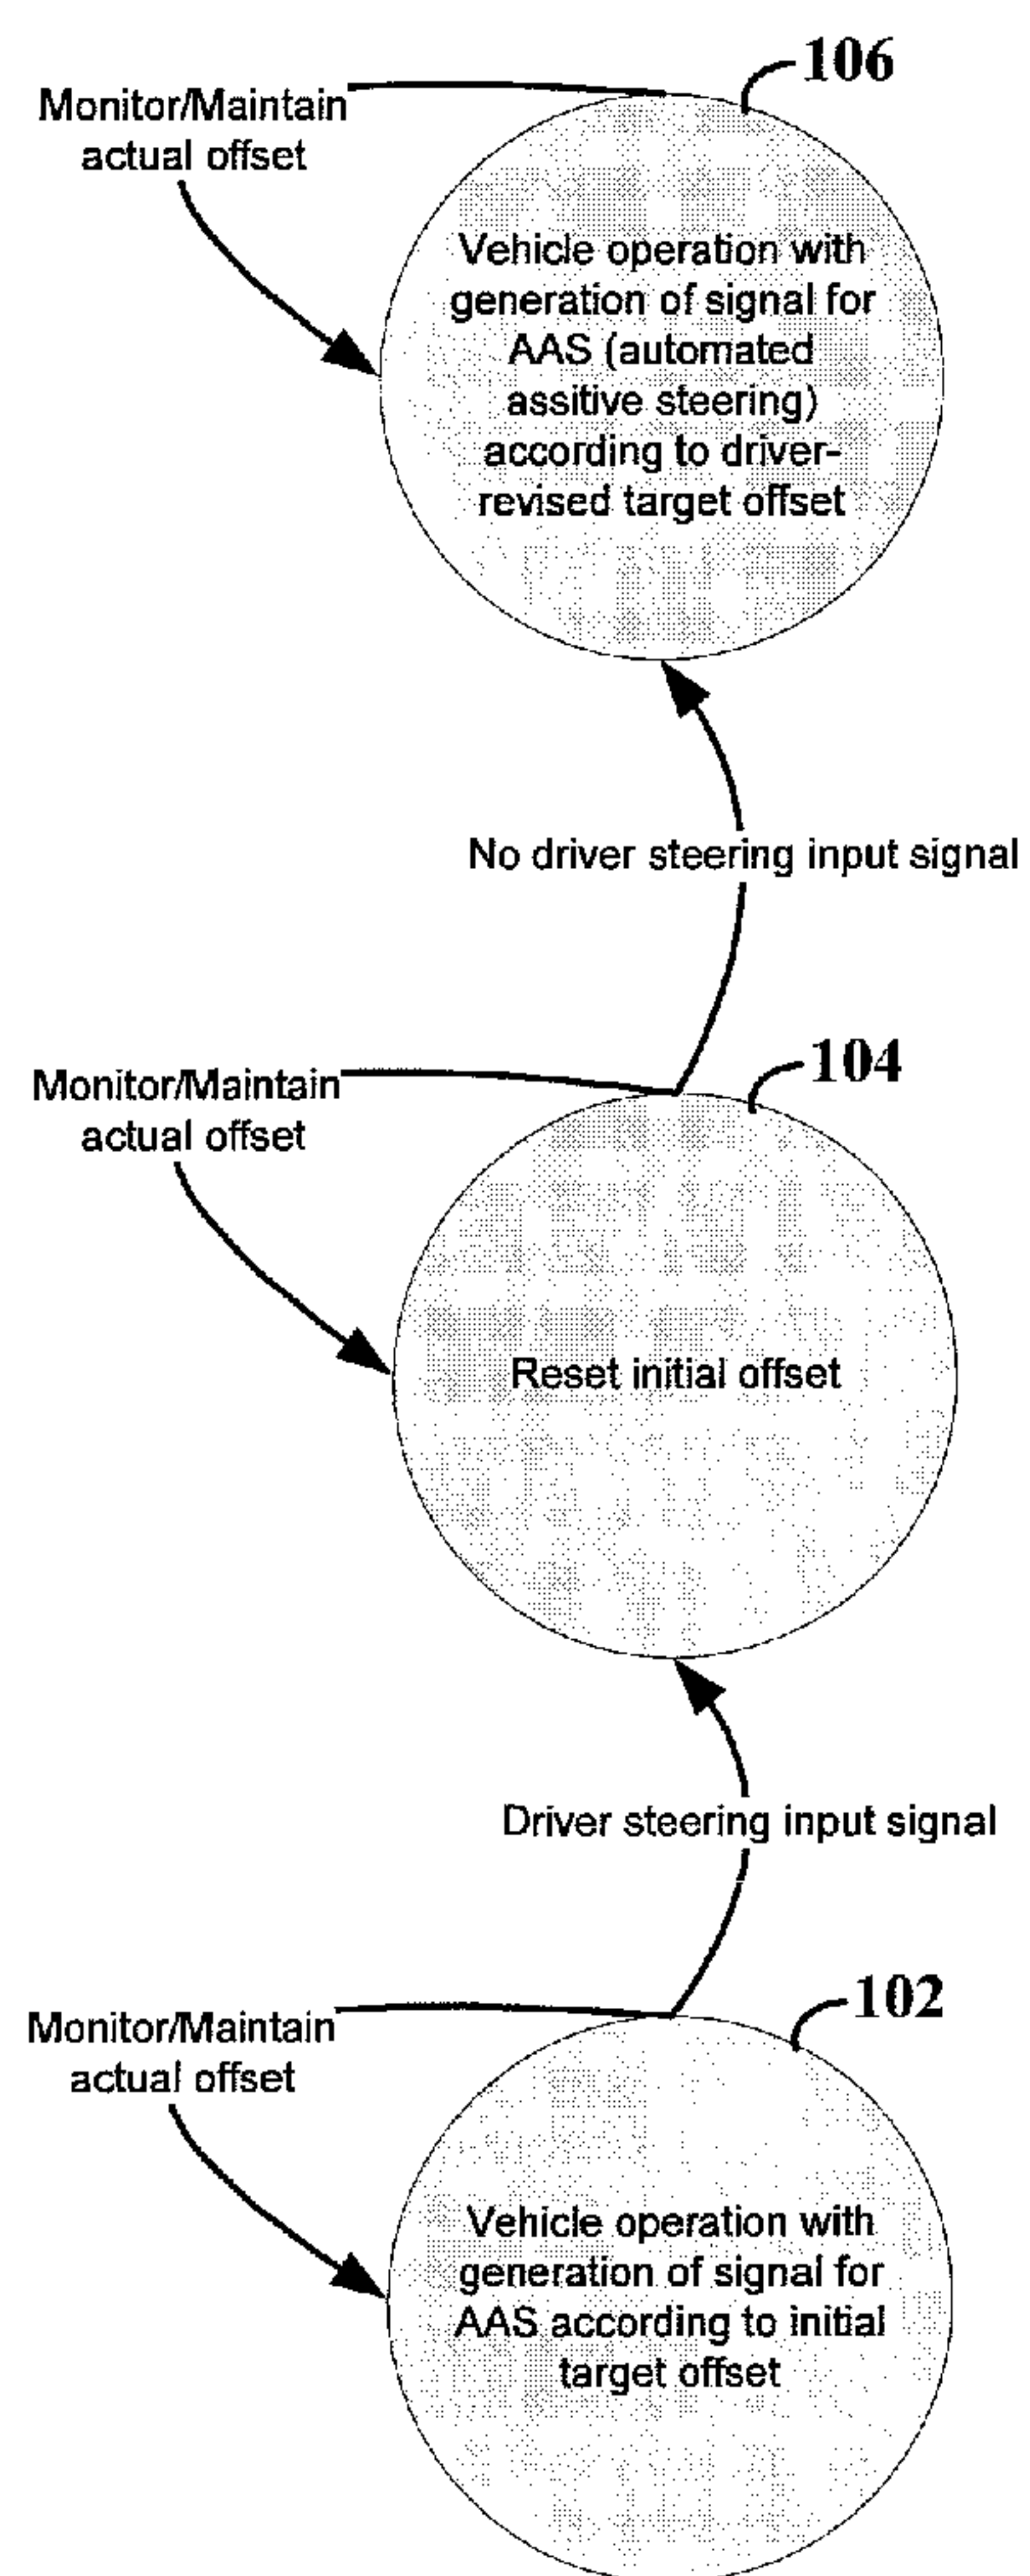 106
Monitor/Maintain
actual offset
Vehicle operation with
generation of signal for
AAS (automated
assitive steering)
according to driver-
revised target offset
No driver steering input signal
104
Monitor/Maintain
actual offset
Reset initial offset
Driver steering input signal
102
Monitor/Maintain
actual offset
Vehicle operation with
generation of signal for
AAS according to initial
target offset